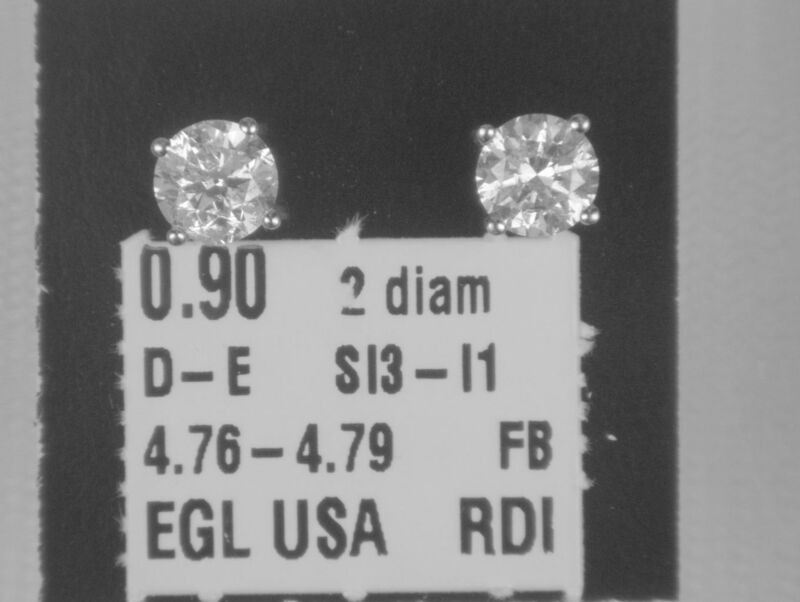 0.90 2 diam
D-E SI3-I1
4.76-4.79 FB
EGL USA RDI